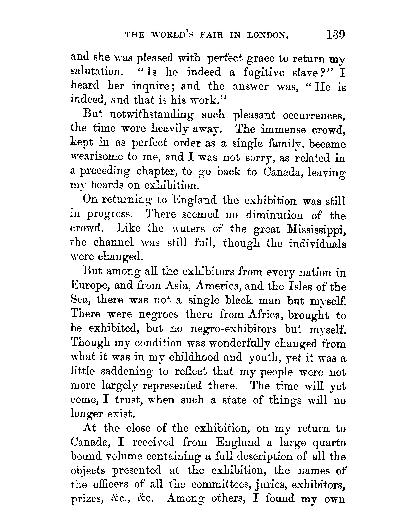 THE WORLD'S FAIR IN LONDON. 139
and she was pleased with perfect grace to return my
salutation. "Is he indeed a fugitive slave?" I
heard her inquire; and the answer was, "He is
indeed, and that is his work."
But notwithstanding such pleasant occurrences,
the time wore heavily away. The immense crowd,
kept in as perfect order as a single family, became
wearisome to me, and I was not sorry, as related in
a preceding chapter, to go back to Canada, leaving
my boards on exhibition.
On returning to England the exhibition was still
in progress. There seemed no diminution of the
crowd. Like the waters of the great Mississippi,
the channel was still full, though the individuals
were changed.
But among all the exhibitors from every nation in
Europe, and from Asia, America, and the Isles of the
Sea, there was not a single black man but myself.
There were negroes there from Africa, brought to
be exhibited, but no negro-exhibitors but myself.
Though my condition was wonderfully changed from
what it was in my childhood and youth, yet it was a
little saddening to reflect that my people were not
more largely represented there. The time will yet
come, I trust, when such a state of things will no
longer exist.
At the close of the exhibition, on my return to
Canada, I received from England a large quarto
bound volume containing a full description of all the
objects presented at the exhibition, the names of
the officers of all the committees, juries, exhibitors,
prizes, &c., &c. Among others, I found my own